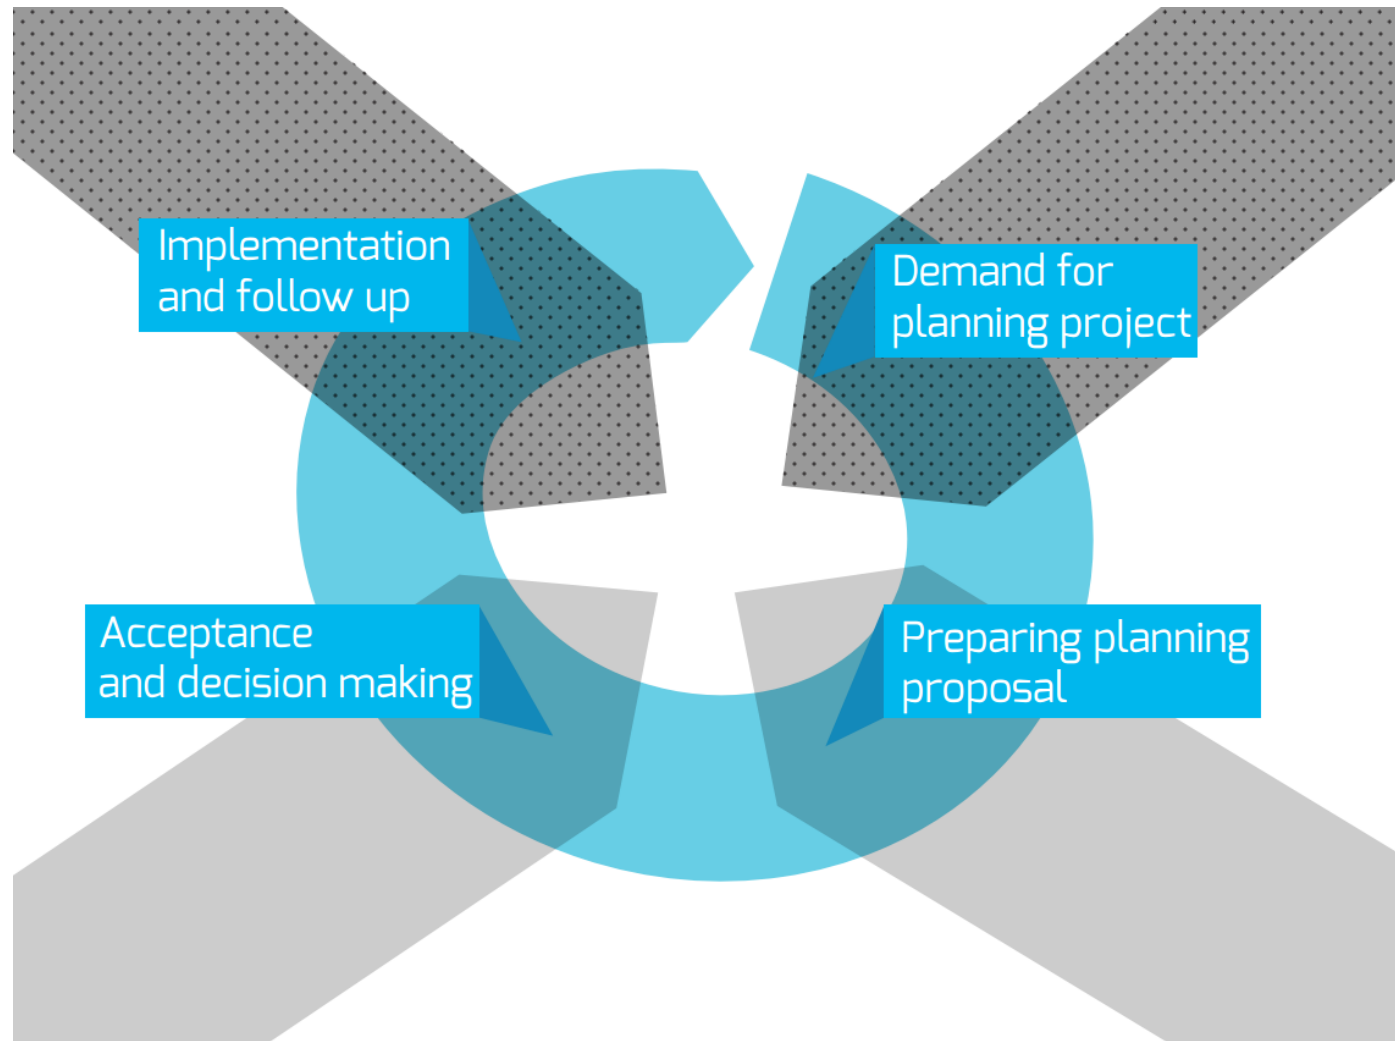 Implementation
and follow up
Demand for
planning project
Acceptance
and decision making
Preparing planning
proposal